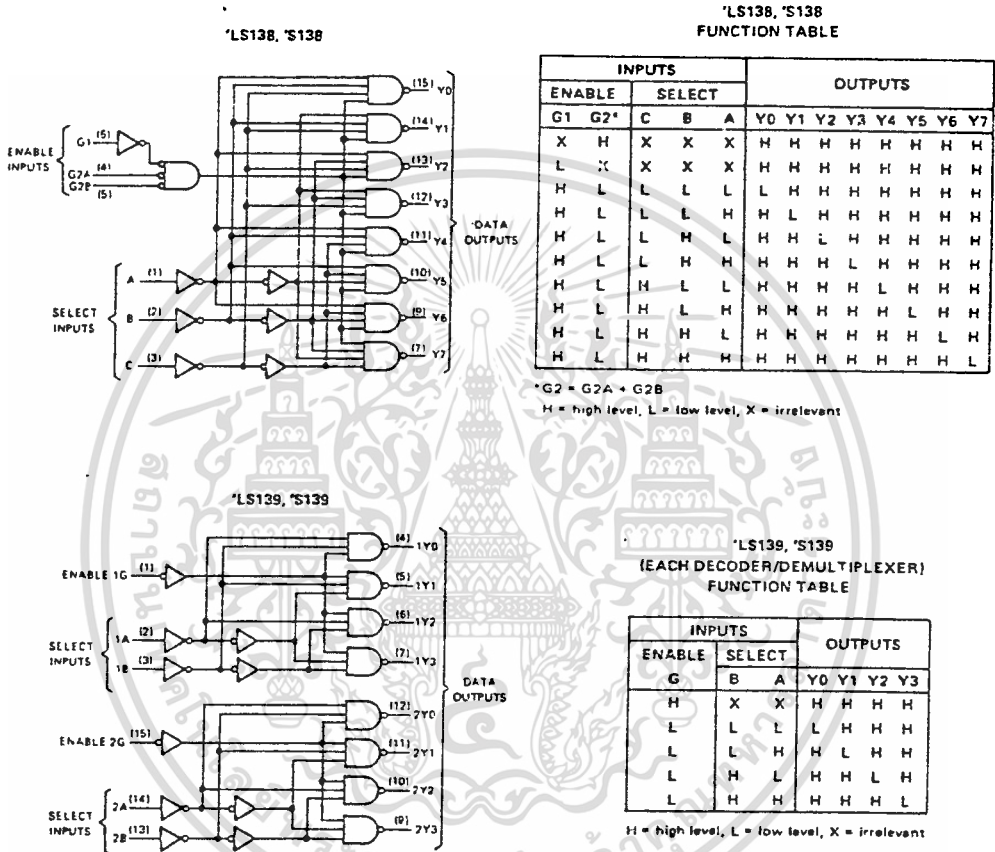 'LS138, 'S138
ENABLE INPUTS
G1 (5)
G2A (4)
G2B (5)
SELECT INPUTS
A (1)
B (2)
C (3)
(15) Y0
(14) Y1
(13) Y2
(12) Y3
(11) Y4
(10) Y5
(9) Y6
(7) Y7
DATA OUTPUTS
'LS138, 'S138
FUNCTION TABLE
INPUTS OUTPUTS
ENABLE SELECT
G1 G2* C B A Y0 Y1 Y2 Y3 Y4 Y5 Y6 Y7
X H X X X H H H H H H H H
L X X X X H H H H H H H H
H L L L L L H H H H H H H
H L L L H H L H H H H H H
H L L H L H H L H H H H H
H L L H H H H H L H H H H
H L H L L H H H H L H H H
H L H L H H H H H H L H H
H L H H L H H H H H H L H
H L H H H H H H H H H H L
*G2 = G2A + G2B
H = high level, L = low level, X = irrelevant
'LS139, 'S139
ENABLE 1G (1)
SELECT INPUTS
1A (2)
1B (3)
(4) 1Y0
(5) 1Y1
(6) 1Y2
(7) 1Y3
ENABLE 2G (15)
SELECT INPUTS
2A (14)
2B (13)
(12) 2Y0
(11) 2Y1
(10) 2Y2
(9) 2Y3
DATA OUTPUTS
'LS139, 'S139
(EACH DECODER/DEMULTIPLEXER)
FUNCTION TABLE
INPUTS OUTPUTS
ENABLE SELECT
G B A Y0 Y1 Y2 Y3
H X X H H H H
L L L L H H H
L L H H L H H
L H L H H L H
L H H H H H L
H = high level, L = low level, X = irrelevant